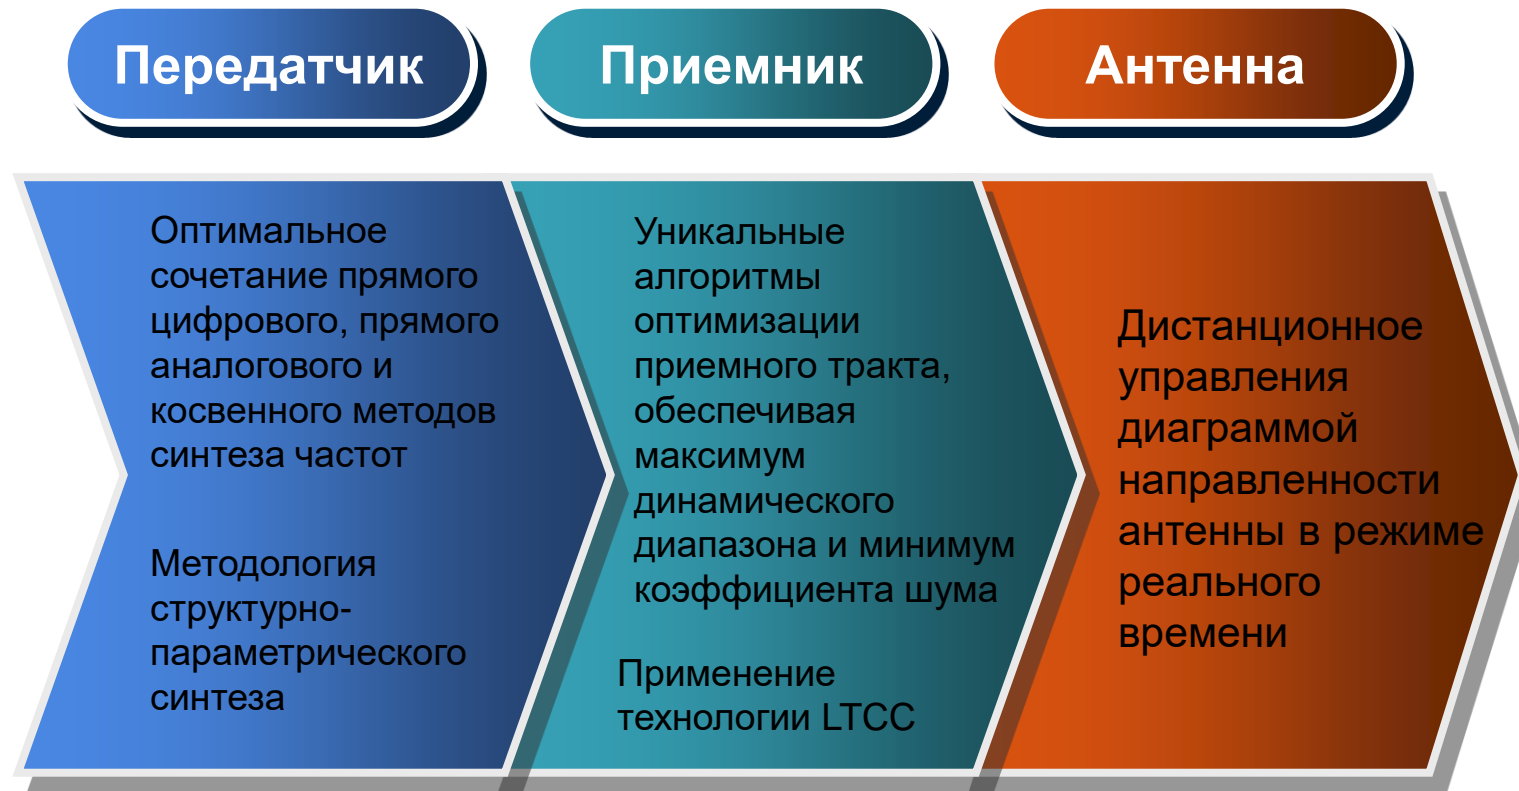 Передатчик
Приемник
Антенна
Оптимальное
сочетание прямого
цифрового, прямого
аналогового и
косвенного методов
синтеза частот
Методология
структурно-
параметрического
синтеза
Уникальные
алгоритмы
оптимизации
приемного тракта,
обеспечивая
максимум
динамического
диапазона и минимум
коэффициента шума
Применение
технологии LTCC
Дистанционное
управления
диаграммой
направленности
антенны в режиме
реального
времени